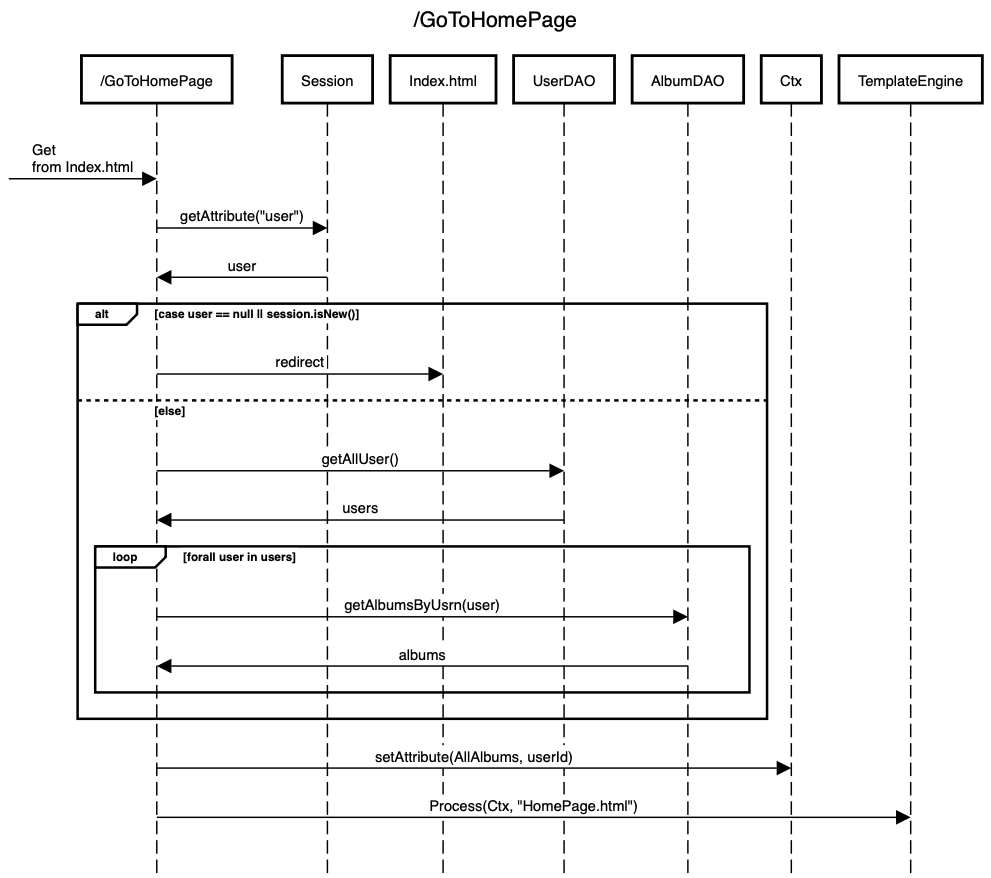 /GoToHomePage
/GoToHomePage
Session
Index.html
UserDAO
AlbumDAO
Ctx
TemplateEngine
Get
from Index.html
getAttribute("user")
user
alt
[case user == null || session.isNew()]
redirect
[else]
getAllUser()
users
loop
[forall user in users]
getAlbumsByUsrn(user)
albums
setAttribute(AllAlbums, userId)
Process(Ctx, "HomePage.html")